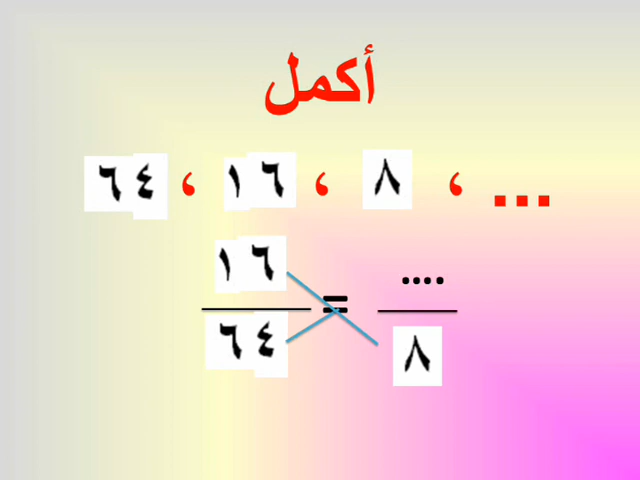 أكمل
... ، ٨ ، ١٦ ، ٦٤
١٦ = ....
٦٤ ٨